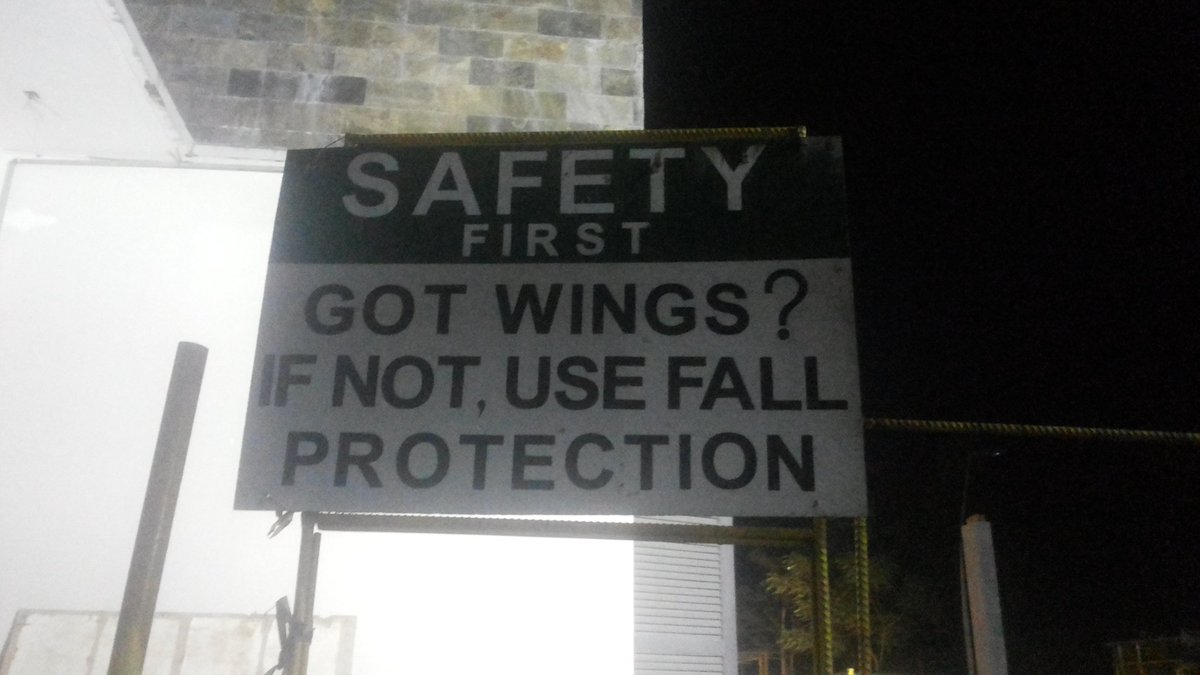 SAFETY
FIRST
GOT WINGS?
IF NOT, USE FALL
PROTECTION